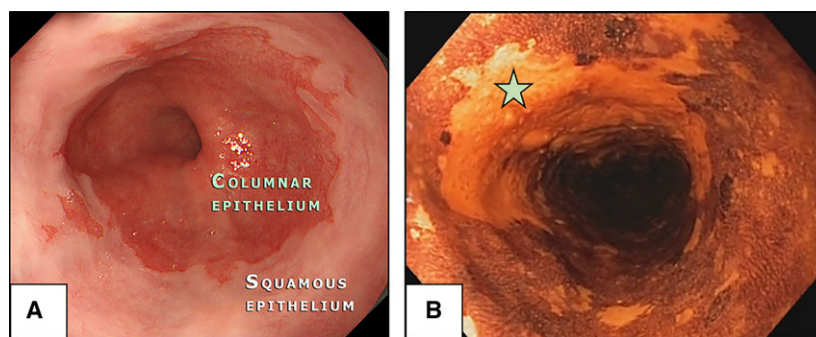 COLUMNAR
EPITHELIUM
SQUAMOUS
EPITHELIUM
A
B